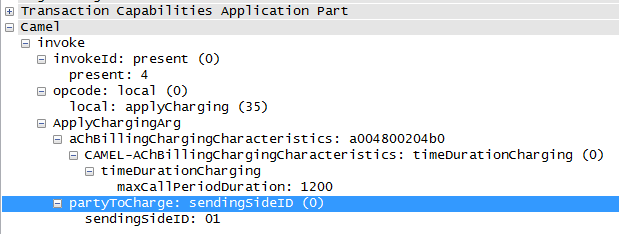 Transaction Capabilities Application Part
Camel
invoke
invokeId: present (0)
present: 4
opcode: local (0)
local: applyCharging (35)
ApplyChargingArg
aChBillingChargingCharacteristics: a004800204b0
CAMEL-AChBillingChargingCharacteristics: timeDurationCharging (0)
timeDurationCharging
maxCallPeriodDuration: 1200
partyToCharge: sendingSideID (0)
sendingSideID: 01